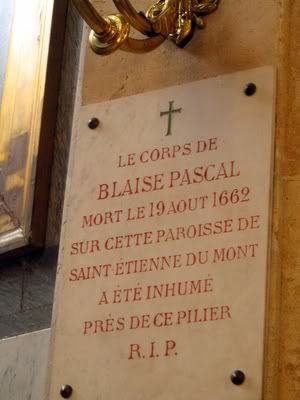 LE CORPS DE
BLAISE PASCAL
MORT LE 19 AOUT 1662
SUR CETTE PAROISSE DE
SAINT-ÉTIENNE DU MONT
A ÉTÉ INHUMÉ
PRÈS DE CE PILIER
R.I.P.